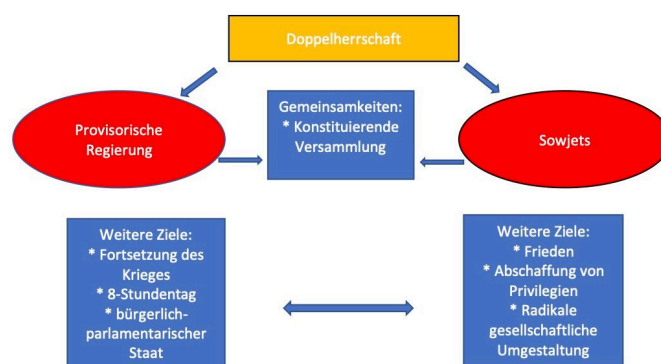 Doppelherrschaft
Provisorische
Regierung
Gemeinsamkeiten:
* Konstituierende
Versammlung
Sowjets
Weitere Ziele:
* Fortsetzung des
Krieges
* 8-Stundentag
* bürgerlich-
parlamentarischer
Staat
Weitere Ziele:
* Frieden
* Abschaffung von
Privilegien
* Radikale
gesellschaftliche
Umgestaltung